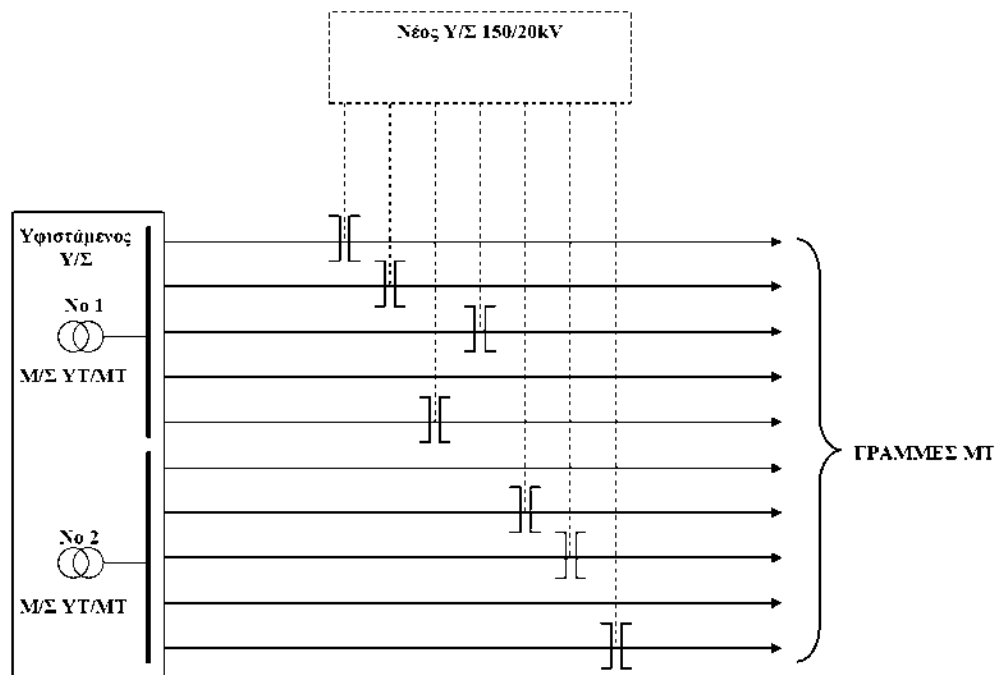 Νέος Υ/Σ 150/20kV
Υφιστάμενος
Υ/Σ
Νο 1
Μ/Σ ΥΤ/ΜΤ
ΓΡΑΜΜΕΣ ΜΤ
Νο 2
Μ/Σ ΥΤ/ΜΤ